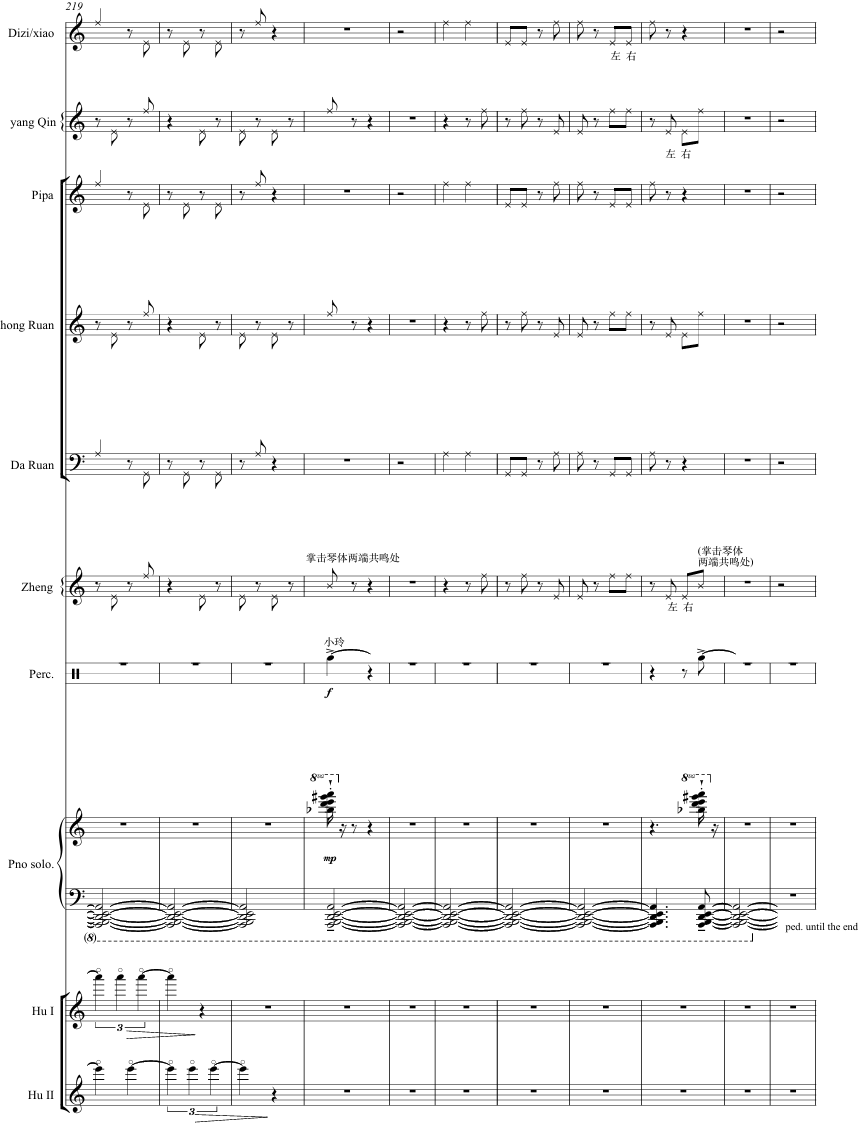 219
Dizi/xiao
左 右
yang Qin
左 右
Pipa
hong Ruan
Da Ruan
掌击琴体两端共鸣处
(掌击琴体
两端共鸣处)
Zheng
左 右
小玲
Perc.
f
8va
8va
mp
Pno solo.
ped. until the end
(8)
Hu I
3
Hu II
3